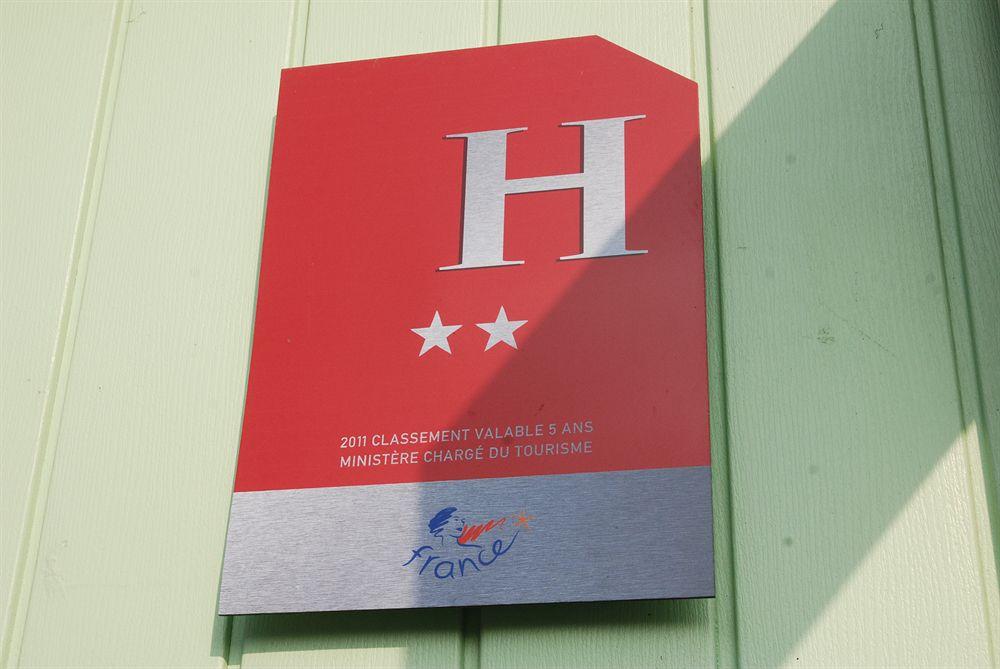 H
2011 CLASSEMENT VALABLE 5 ANS
MINISTÈRE CHARGÉ DU TOURISME
france